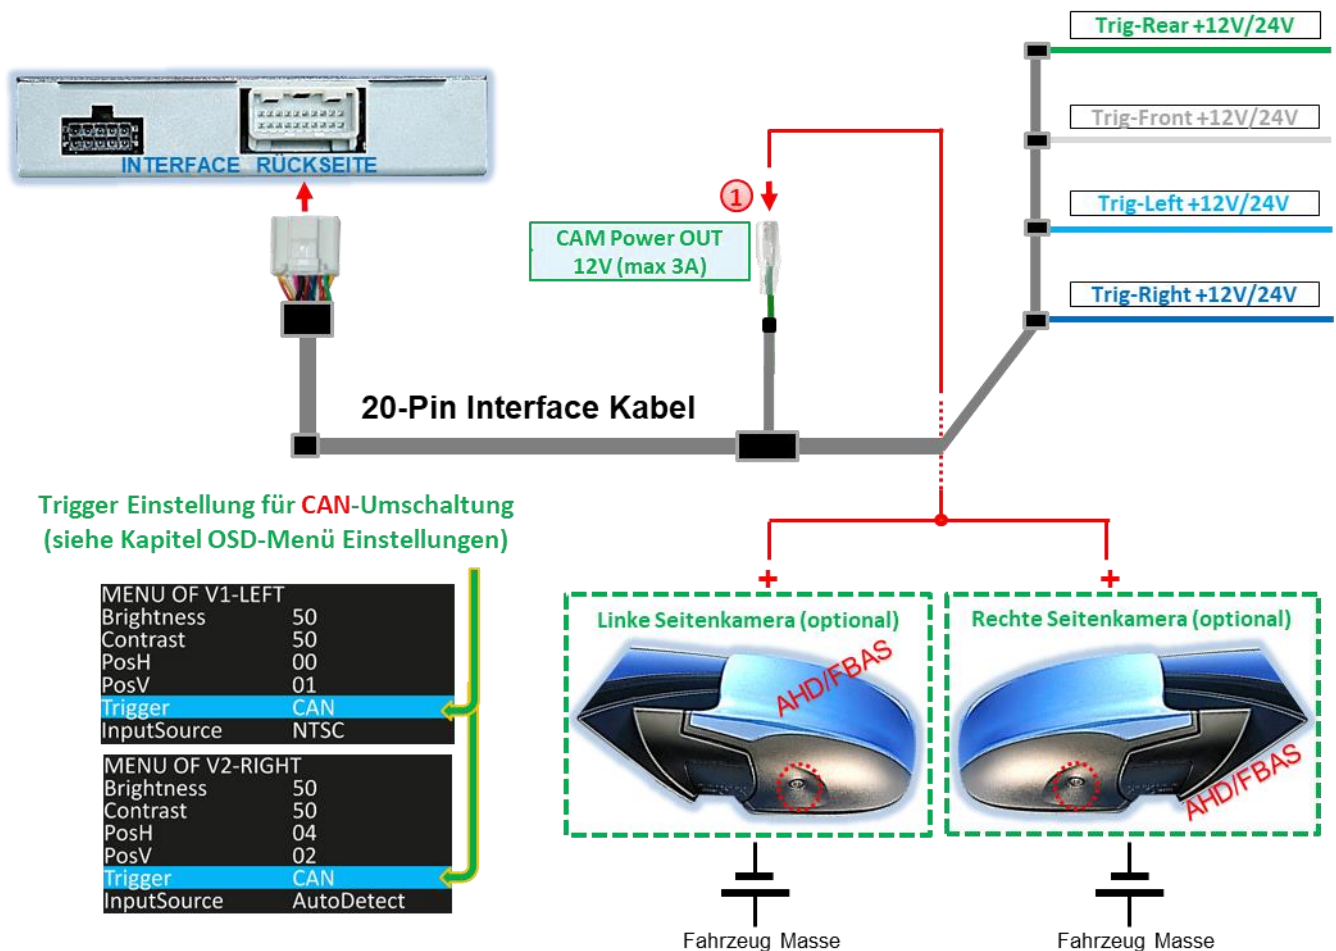 Trig-Rear +12V/24V
Trig-Front +12V/24V
Trig-Left +12V/24V
Trig-Right +12V/24V
INTERFACE RÜCKSEITE
1
CAM Power OUT
12V (max 3A)
20-Pin Interface Kabel
Trigger Einstellung für CAN-Umschaltung
(siehe Kapitel OSD-Menü Einstellungen)
MENU OF V1-LEFT
Brightness 50
Contrast 50
PosH 00
PosV 01
Trigger CAN
InputSource NTSC
MENU OF V2-RIGHT
Brightness 50
Contrast 50
PosH 04
PosV 02
Trigger CAN
InputSource AutoDetect
+
+
Linke Seitenkamera (optional)
AHD/FBAS
Rechte Seitenkamera (optional)
AHD/FBAS
Fahrzeug Masse
Fahrzeug Masse